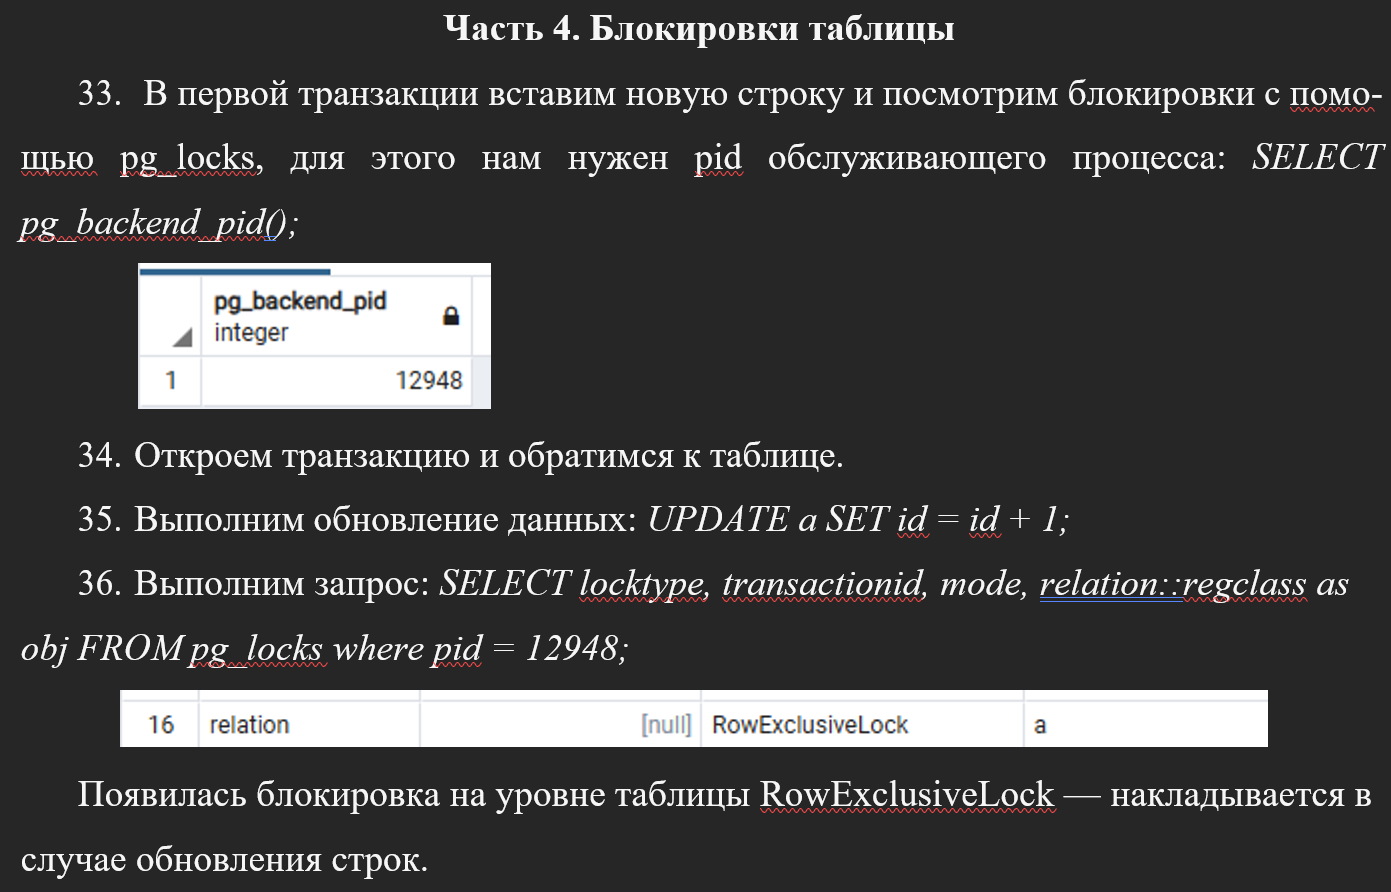 Часть 4. Блокировки таблицы
33. В первой транзакции вставим новую строку и посмотрим блокировки с помо-
щью pg_locks, для этого нам нужен pid обслуживающего процесса: SELECT
pg_backend_pid();
pg_backend_pid
integer
1 12948
34. Откроем транзакцию и обратимся к таблице.
35. Выполним обновление данных: UPDATE a SET id = id + 1;
36. Выполним запрос: SELECT locktype, transactionid, mode, relation::regclass as
obj FROM pg_locks where pid = 12948;
16 relation [null] RowExclusiveLock a
Появилась блокировка на уровне таблицы RowExclusiveLock — накладывается в
случае обновления строк.